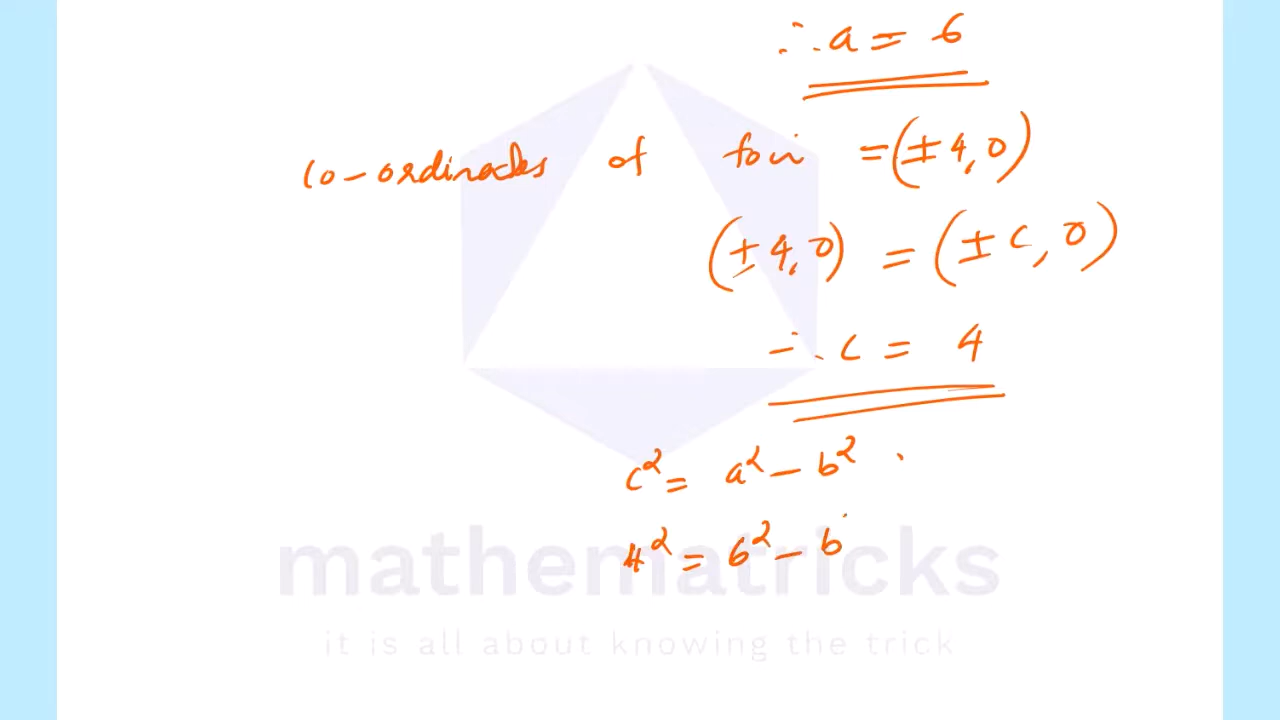 ∴ a = 6
co-ordinates of foci = (± 4, 0)
(± 4, 0) = (± c, 0)
∴ c = 4
c² = a² − b²
4² = 6² − b
mathematricks
it is all about knowing the trick